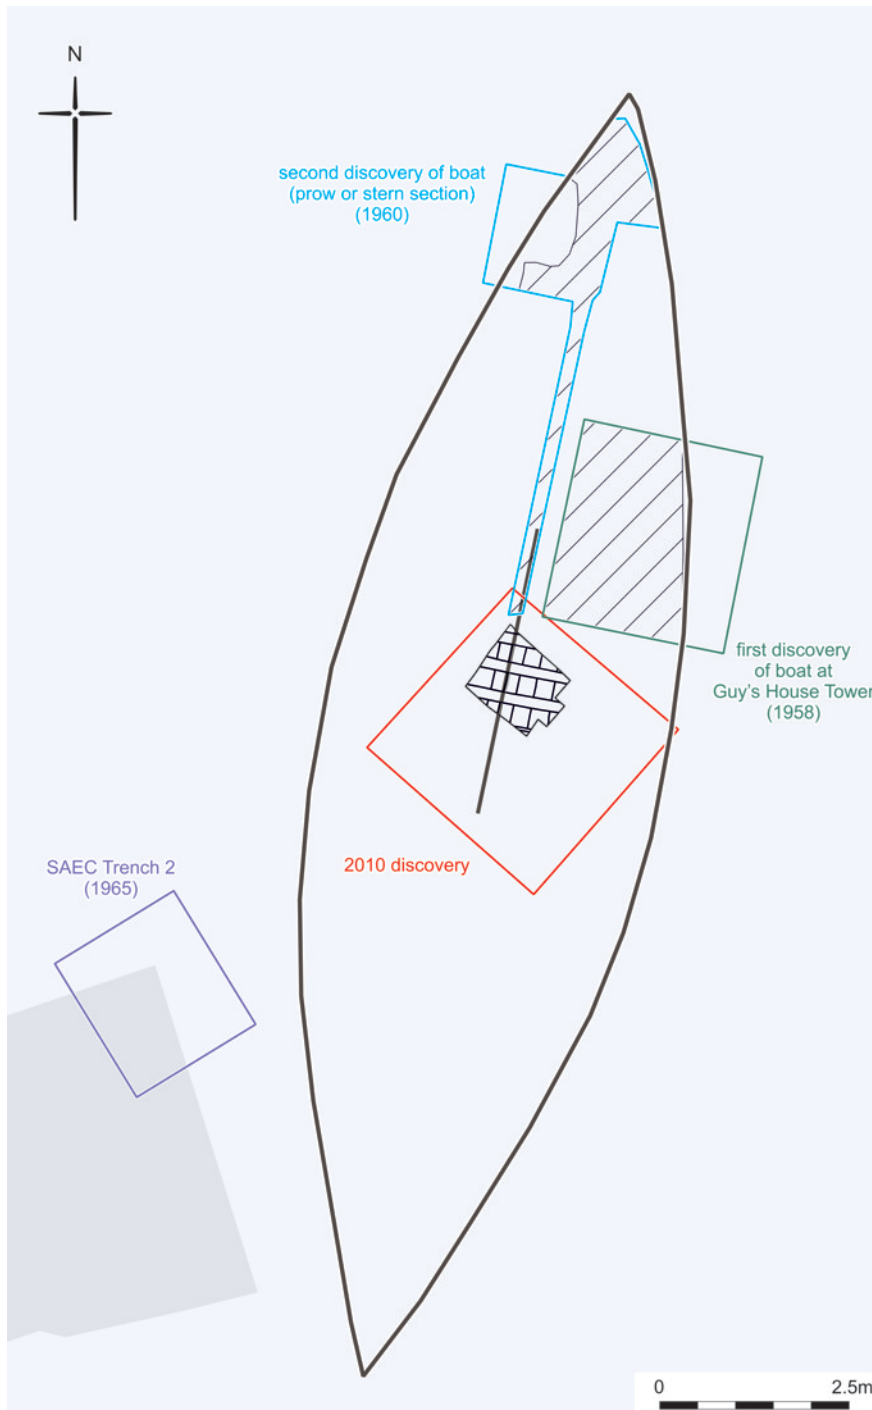 N
second discovery of boat
(prow or stern section)
(1960)
first discovery
of boat at
Guy's House Tower
(1958)
2010 discovery
SAEC Trench 2
(1965)
0 2.5m